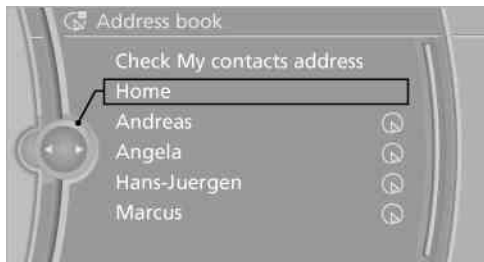 Address book
Check My contacts address
Home
Andreas
Angela
Hans-Juergen
Marcus